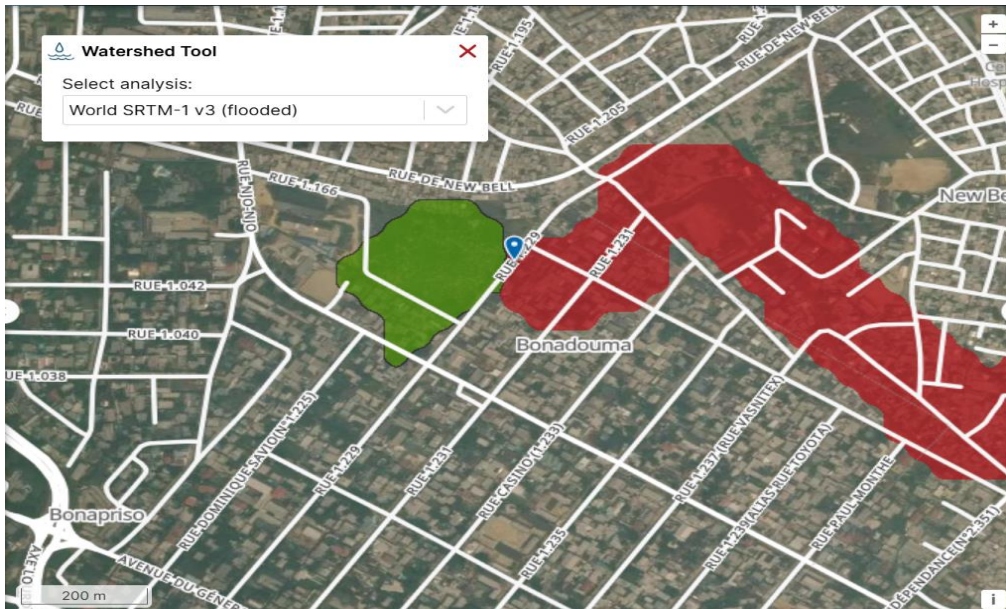 Watershed Tool
Select analysis:
World SRTM-1 v3 (flooded)
RUE-1.195
RUE-DE-NEW-BELL
RUE-1.205
RUE-1.166
RUE-DE-NEW BELL
RUE NJO-NJO
New Be
RUE-1.229
RUE-1.231
RUE-1.042
RUE-1.040
UE-1.038
Bonadouma
RUE-DOMINIQUE-SAVIO(N°1.225)
RUE-1.229
RUE-1.231
RUE-CASINO-(1.233)
RUE-1.235
RUE-1.237-(RUE-VASNITEX)
RUE-1.239(ALIAS-RUE-TOYOTA)
RUE-PAUL-MONTHE
DÉPENDANCE(N°2.351)
Bonapriso
AVENUE-DU-GÉNÉR
AXE LO
200 m